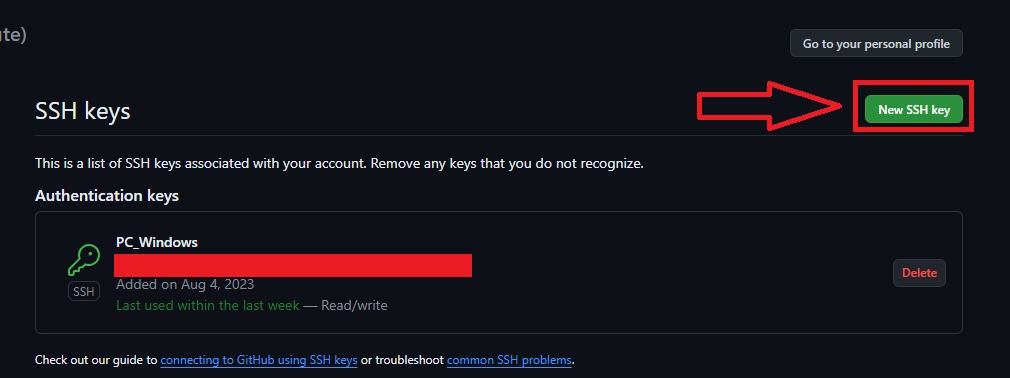 Go to your personal profile
SSH keys
New SSH key
This is a list of SSH keys associated with your account. Remove any keys that you do not recognize.
Authentication keys
PC_Windows
SSH
Added on Aug 4, 2023
Last used within the last week — Read/write
Delete
Check out our guide to connecting to GitHub using SSH keys or troubleshoot common SSH problems.